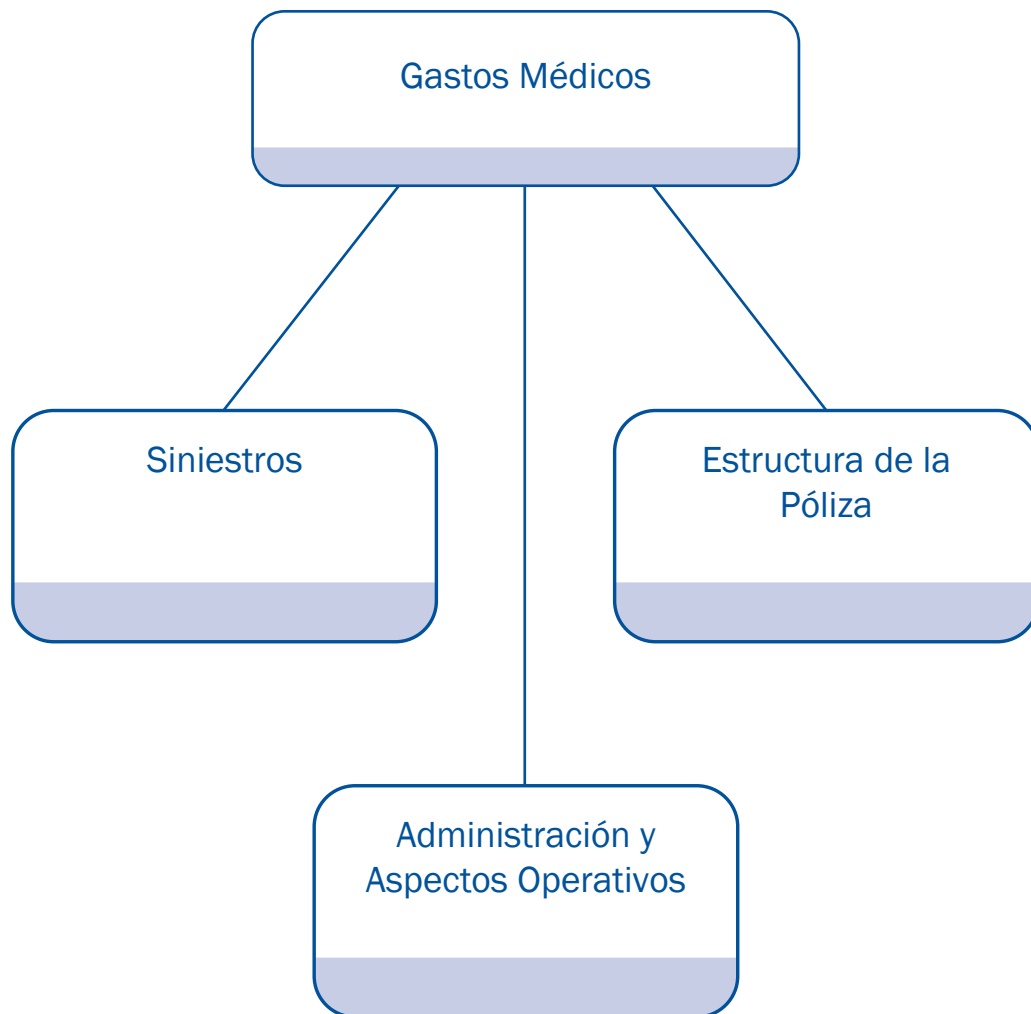 Gastos Médicos
Siniestros
Estructura de la
Póliza
Administración y
Aspectos Operativos